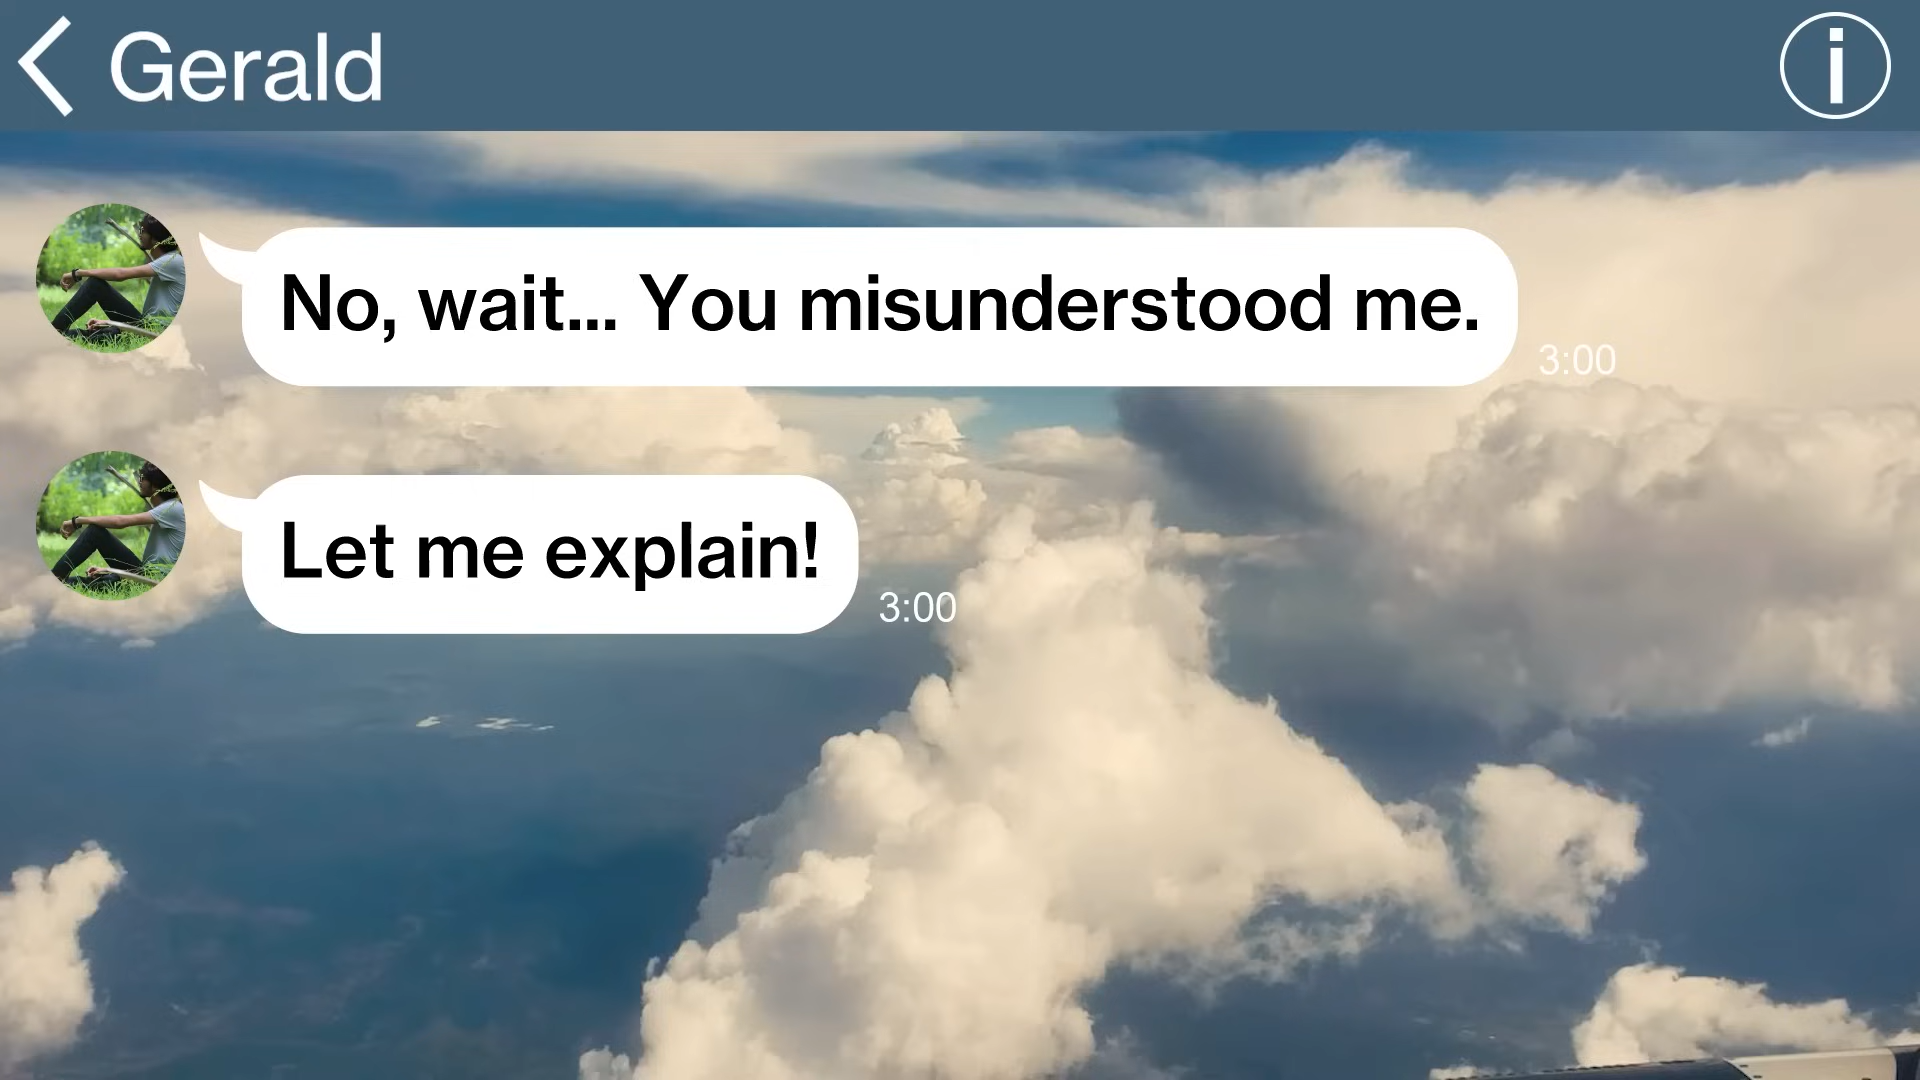 Gerald
No, wait... You misunderstood me.
3:00
Let me explain!
3:00